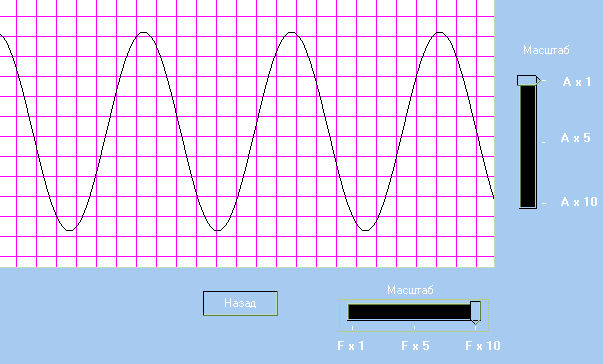 Масштаб
A x 1
A x 5
A x 10
Масштаб
Назад
F x 1 F x 5 F x 10